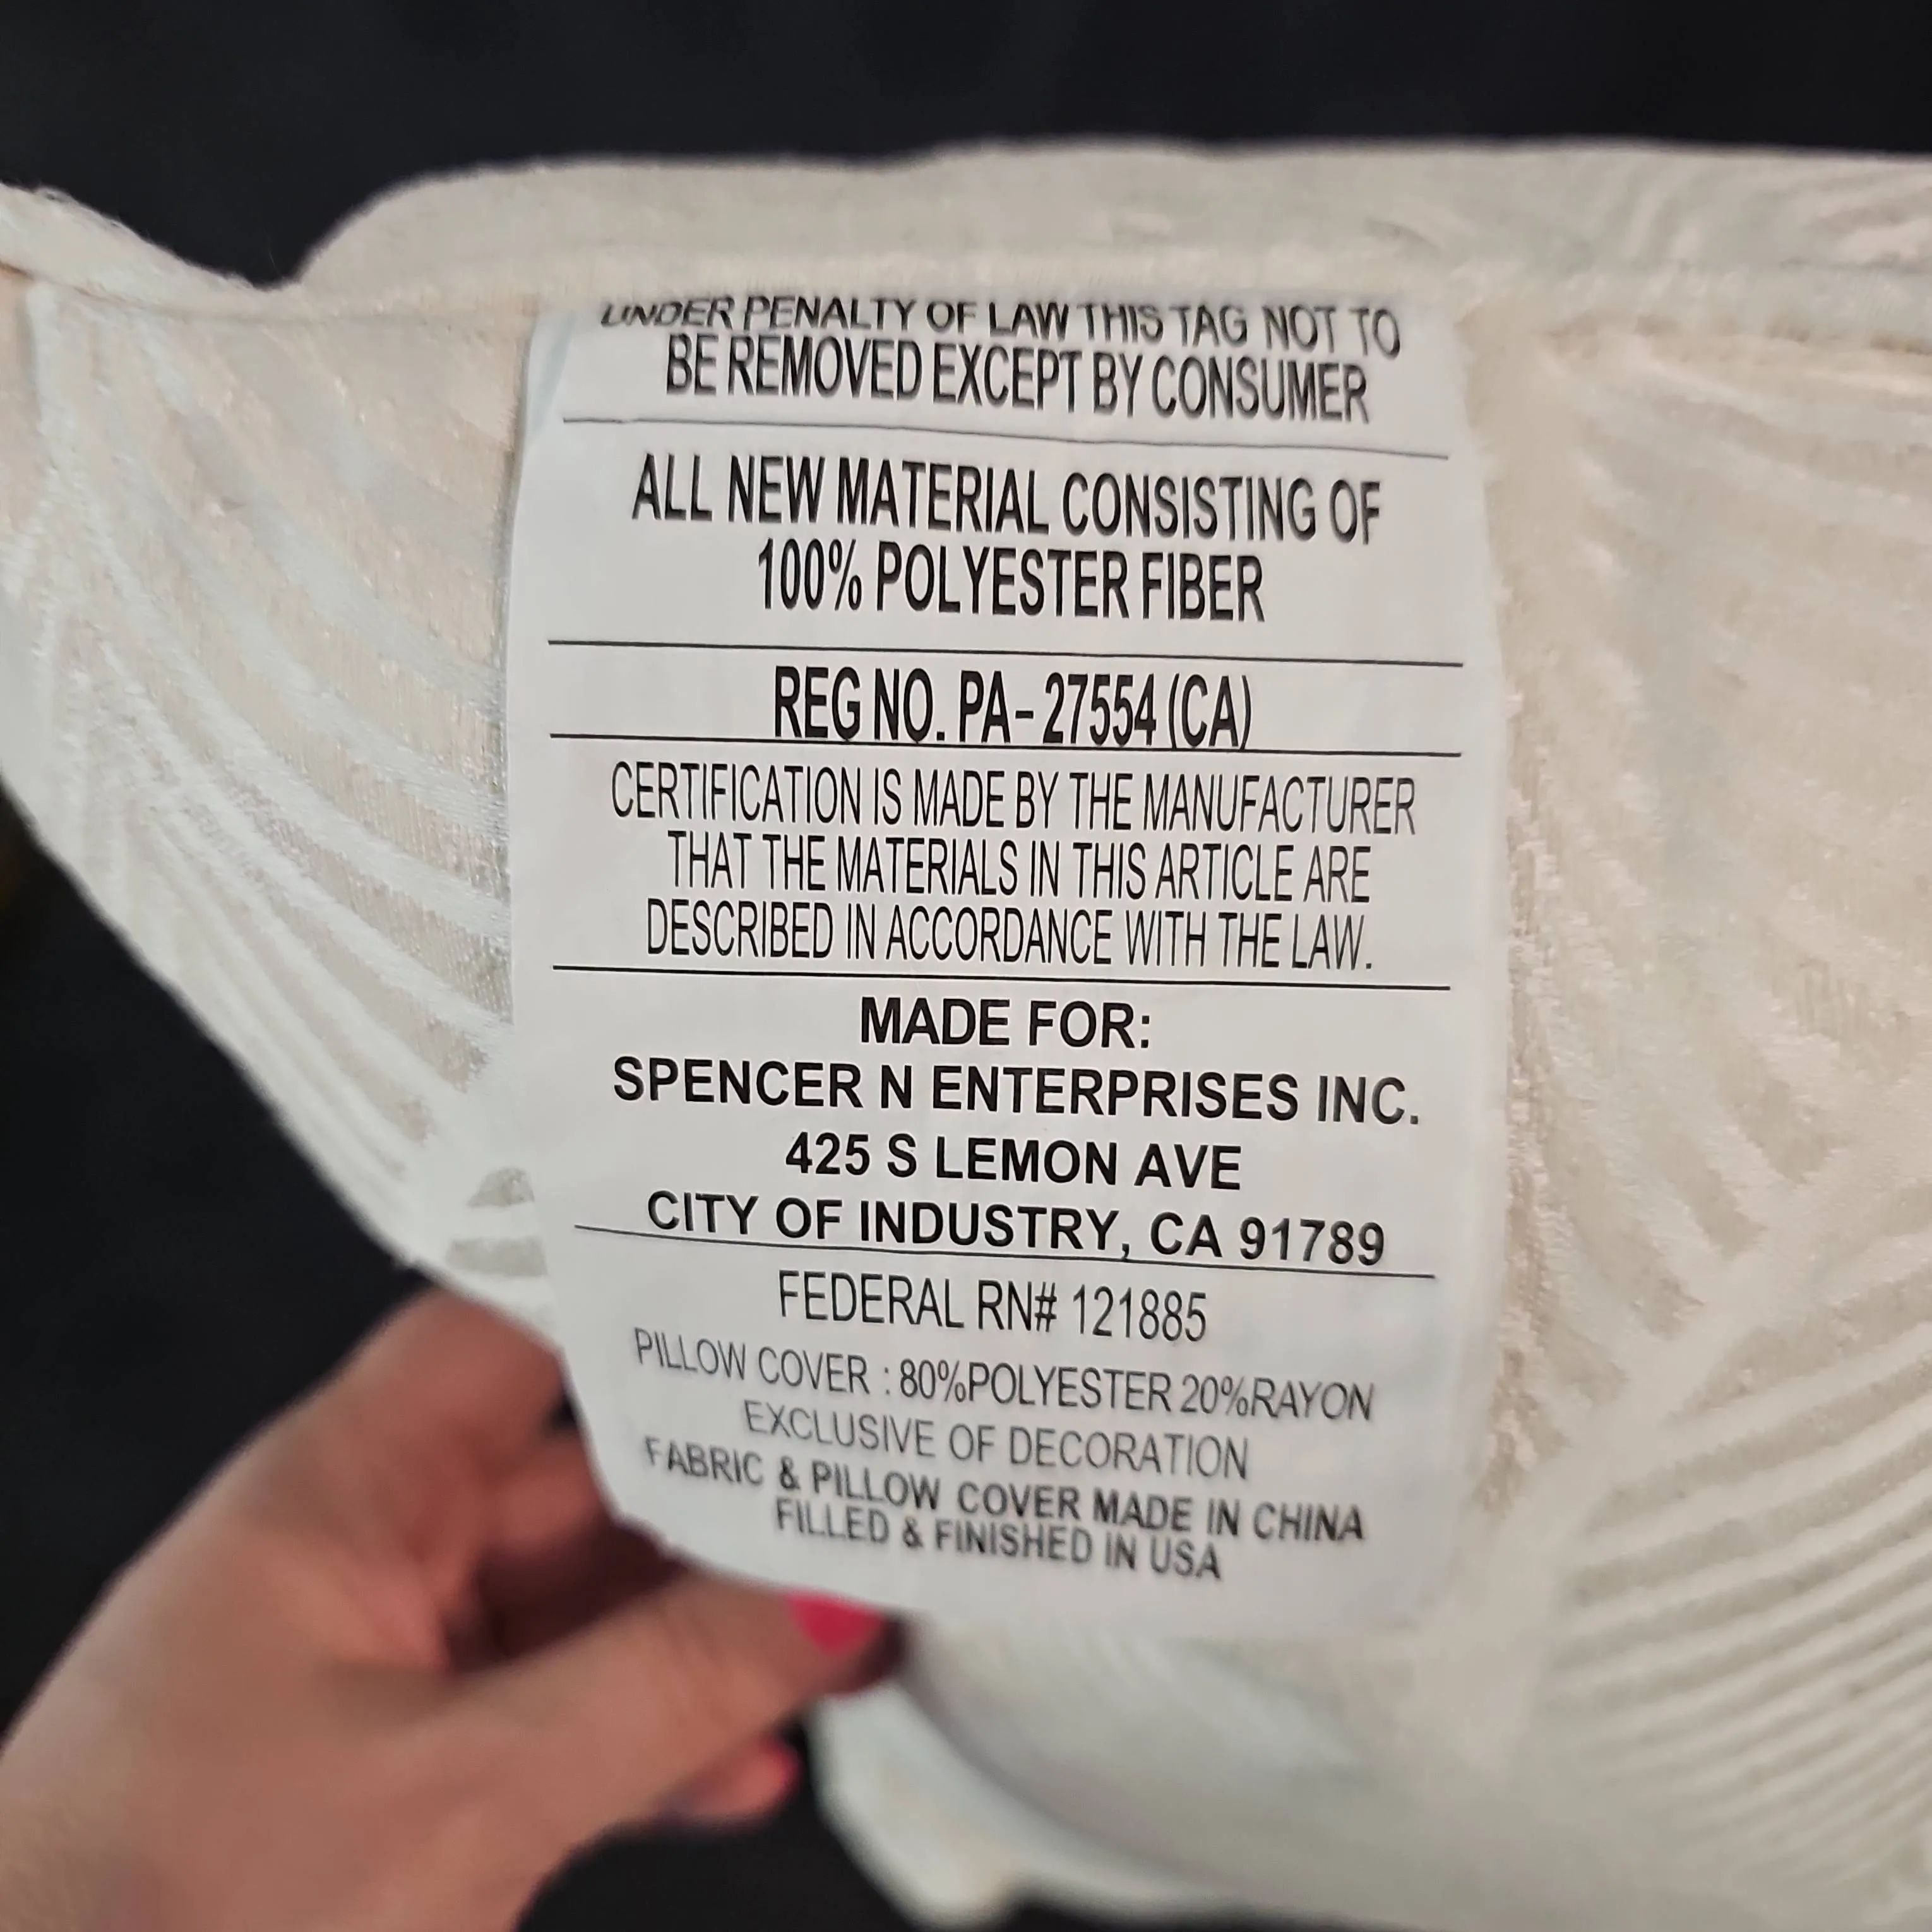 UNDER PENALTY OF LAW THIS TAG NOT TO
BE REMOVED EXCEPT BY CONSUMER
ALL NEW MATERIAL CONSISTING OF
100% POLYESTER FIBER
REG NO. PA-27554 (CA)
CERTIFICATION IS MADE BY THE MANUFACTURER
THAT THE MATERIALS IN THIS ARTICLE ARE
DESCRIBED IN ACCORDANCE WITH THE LAW.
MADE FOR:
SPENCER N ENTERPRISES INC.
425 S LEMON AVE
CITY OF INDUSTRY, CA 91789
FEDERAL RN# 121885
PILLOW COVER : 80%POLYESTER 20%RAYON
EXCLUSIVE OF DECORATION
FABRIC & PILLOW COVER MADE IN CHINA
FILLED & FINISHED IN USA